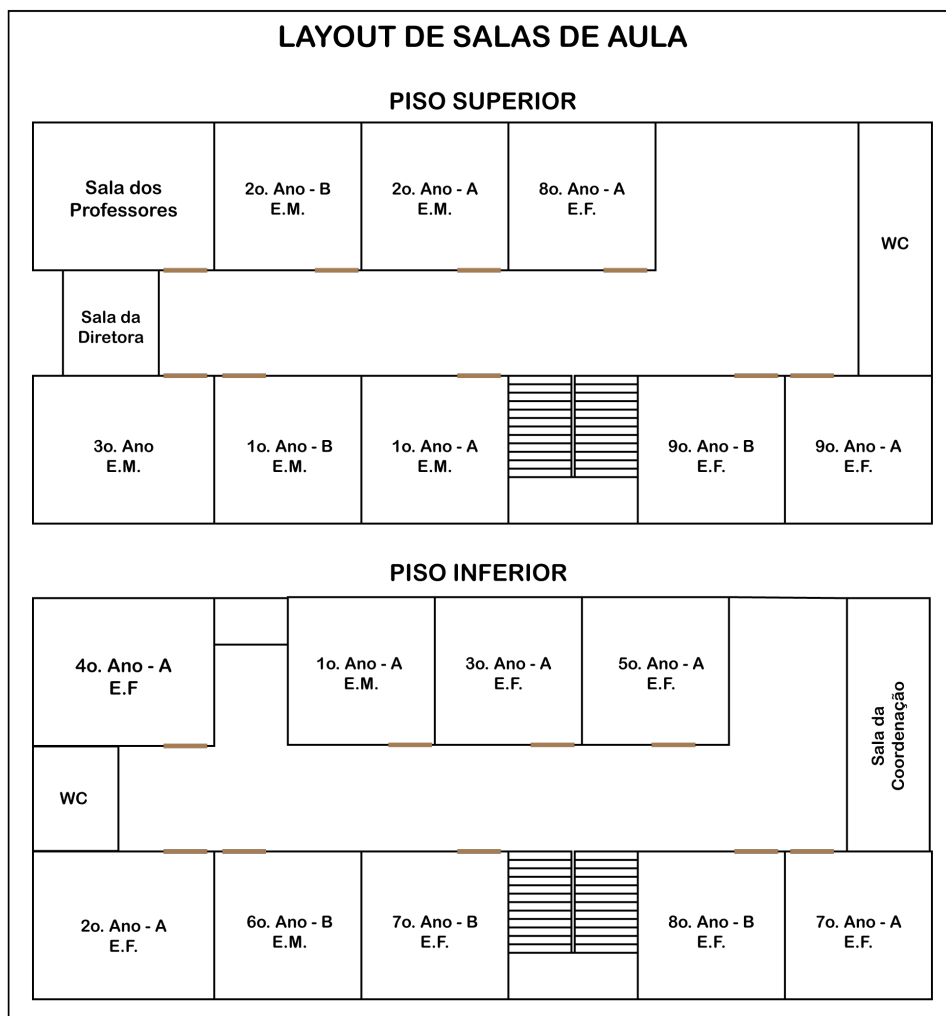 LAYOUT DE SALAS DE AULA
PISO SUPERIOR
Sala dos
Professores
2o. Ano - B
E.M.
2o. Ano - A
E.M.
8o. Ano - A
E.F.
WC
Sala da
Diretora
3o. Ano
E.M.
1o. Ano - B
E.M.
1o. Ano - A
E.M.
9o. Ano - B
E.F.
9o. Ano - A
E.F.
PISO INFERIOR
4o. Ano - A
E.F
1o. Ano - A
E.M.
3o. Ano - A
E.F.
5o. Ano - A
E.F.
Sala da
Coordenação
WC
2o. Ano - A
E.F.
6o. Ano - B
E.M.
7o. Ano - B
E.F.
8o. Ano - B
E.F.
7o. Ano - A
E.F.